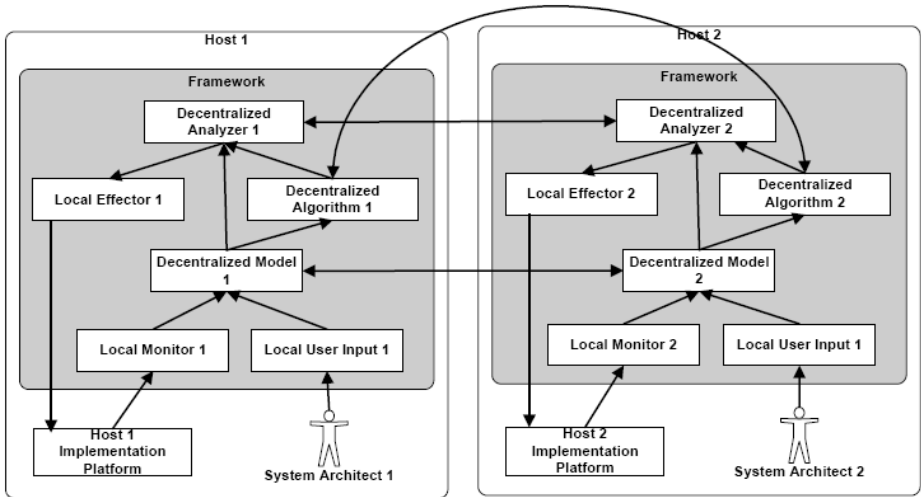 Host 1
Framework
Decentralized
Analyzer 1
Local Effector 1
Decentralized
Algorithm 1
Decentralized Model
1
Local Monitor 1
Local User Input 1
Host 1
Implementation
Platform
System Architect 1
Host 2
Framework
Decentralized
Analyzer 2
Local Effector 2
Decentralized
Algorithm 2
Decentralized Model
2
Local Monitor 2
Local User Input 1
Host 2
Implementation
Platform
System Architect 2